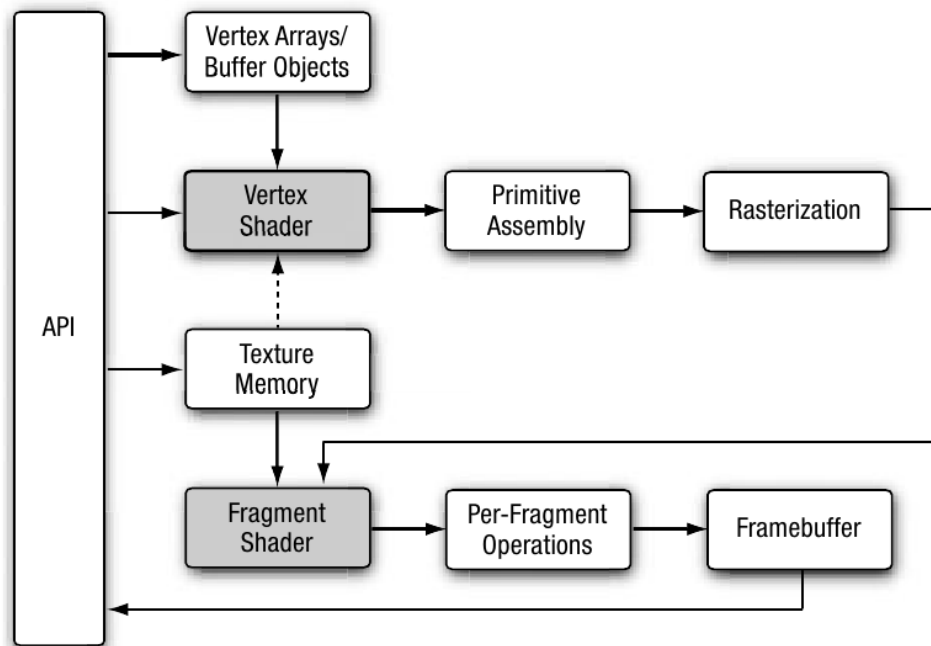 Vertex Arrays/
Buffer Objects
Vertex
Shader
Primitive
Assembly
Rasterization
API
Texture
Memory
Fragment
Shader
Per-Fragment
Operations
Framebuffer